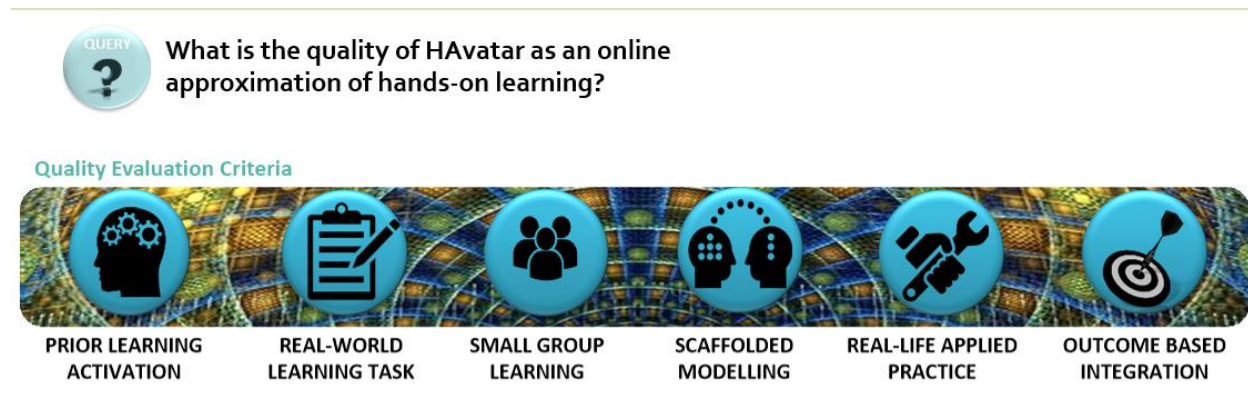 QUERY
?
What is the quality of HAvatar as an online
approximation of hands-on learning?
Quality Evaluation Criteria
PRIOR LEARNING
ACTIVATION
REAL-WORLD
LEARNING TASK
SMALL GROUP
LEARNING
SCAFFOLDED
MODELLING
REAL-LIFE APPLIED
PRACTICE
OUTCOME BASED
INTEGRATION